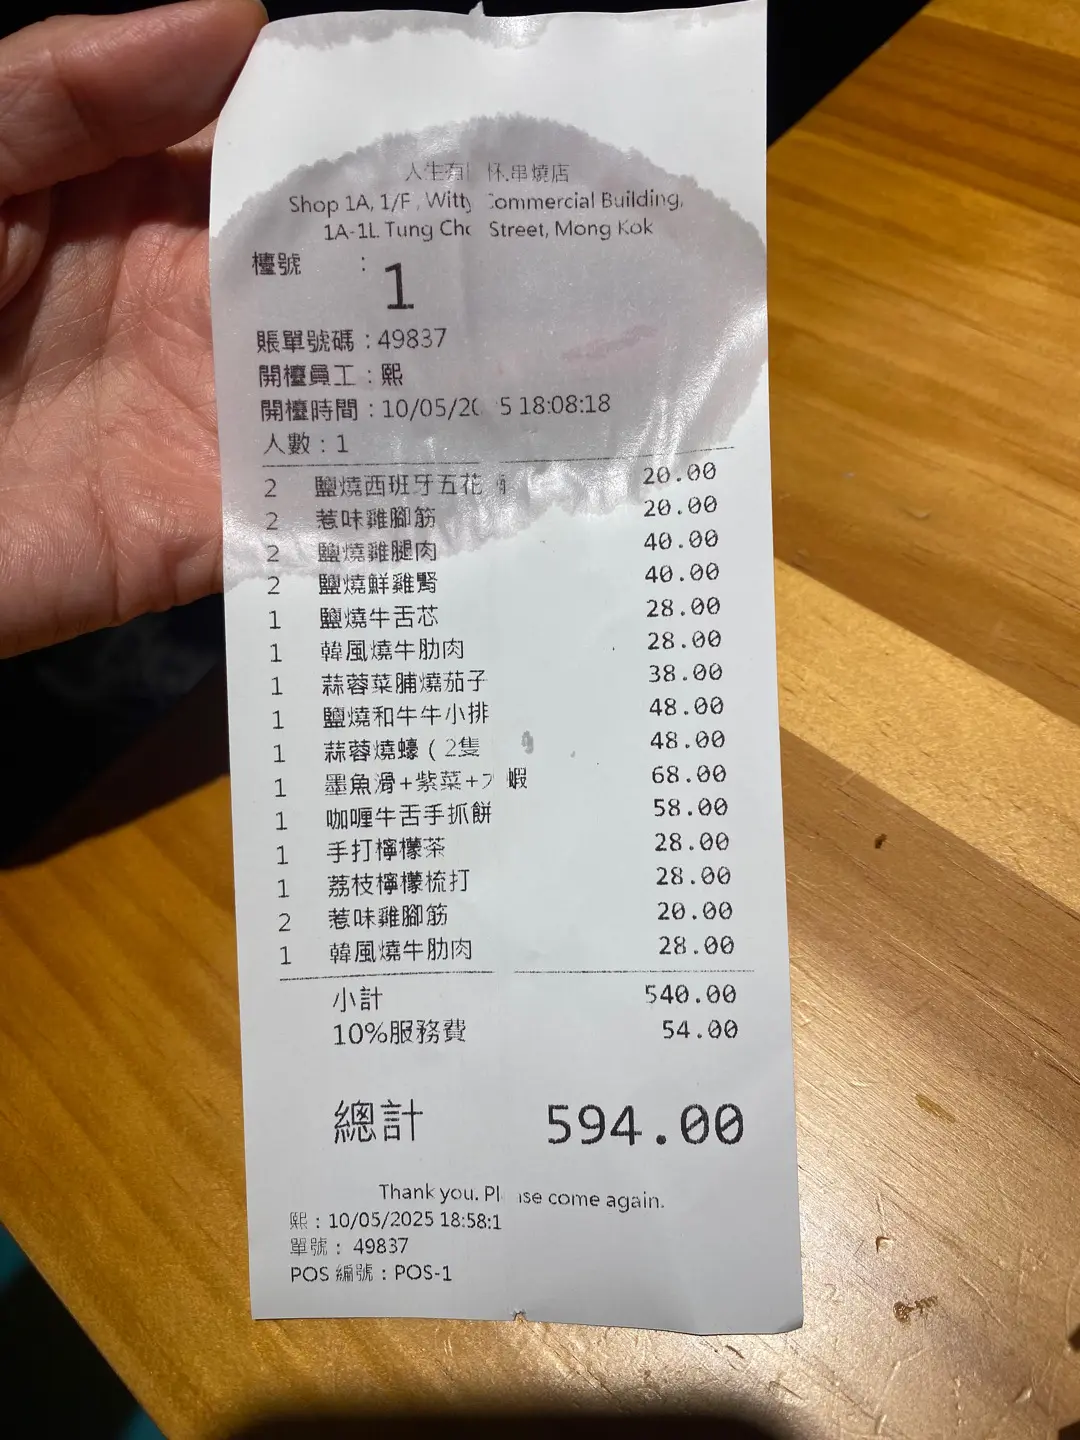 人生有 杯.串燒店
Shop 1A, 1/F., Witty Commercial Building,
1A-1L Tung Street, Mong Kok
檯號 : 1
賬單號碼 : 49837
開檯員工 : 熙
開檯時間 : 10/05/2025 18:08:18
人數 : 1
2 鹽燒西班牙五花 20.00
2 惹味雞腳筋 20.00
2 鹽燒雞腿肉 40.00
2 鹽燒鮮雞腎 40.00
1 鹽燒牛舌芯 28.00
1 韓風燒牛肋肉 28.00
1 蒜蓉菜脯燒茄子 38.00
1 鹽燒和牛牛小排 48.00
1 蒜蓉燒蠔 ( 2隻 48.00
1 墨魚滑+紫菜+ 蝦 68.00
1 咖喱牛舌手抓餅 58.00
1 手打檸檬茶 28.00
1 荔枝檸檬梳打 28.00
2 惹味雞腳筋 20.00
1 韓風燒牛肋肉 28.00
小計 540.00
10%服務費 54.00
總計 594.00
Thank you. Please come again.
熙 : 10/05/2025 18:58:1
單號 : 49837
POS 編號 : POS-1